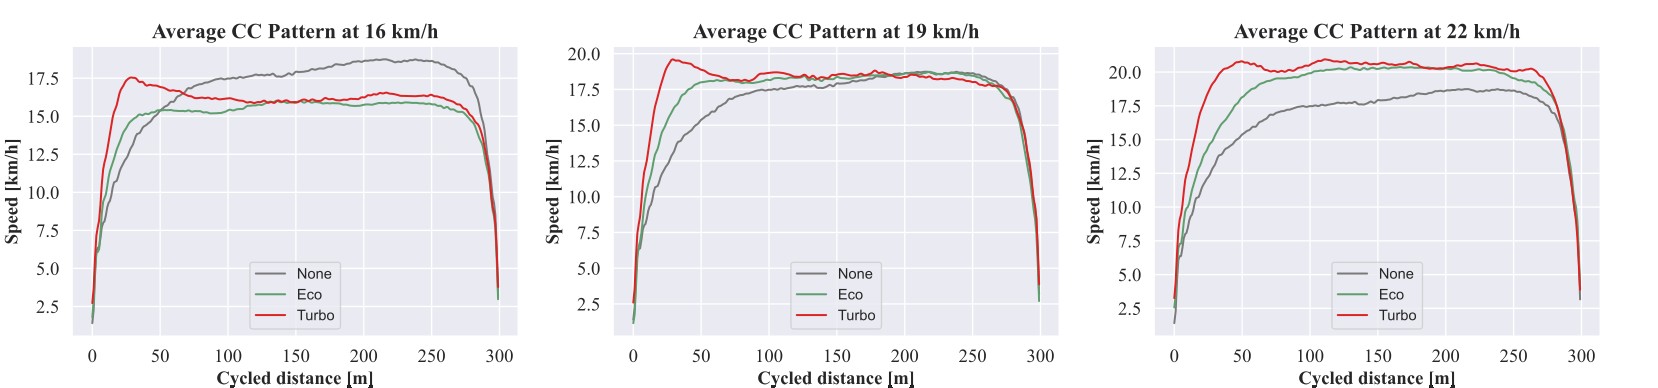 Average CC Pattern at 16 km/h
Speed [km/h]
17.5
15.0
12.5
10.0
7.5
5.0
2.5
None
Eco
Turbo
0 50 100 150 200 250 300
Cycled distance [m]
Average CC Pattern at 19 km/h
Speed [km/h]
20.0
17.5
15.0
12.5
10.0
7.5
5.0
2.5
None
Eco
Turbo
0 50 100 150 200 250 300
Cycled distance [m]
Average CC Pattern at 22 km/h
Speed [km/h]
20.0
17.5
15.0
12.5
10.0
7.5
5.0
2.5
None
Eco
Turbo
0 50 100 150 200 250 300
Cycled distance [m]